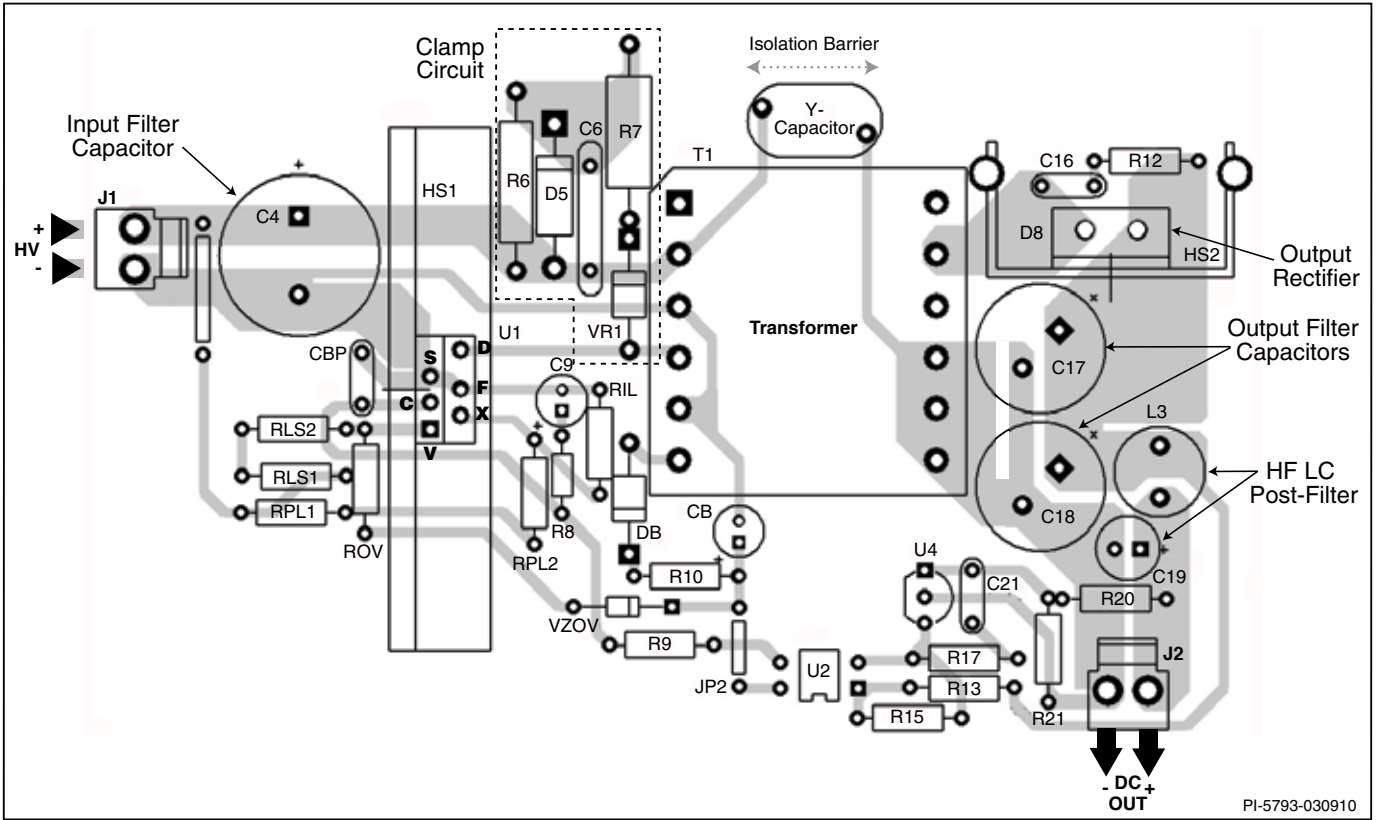 Clamp
Circuit
Isolation Barrier
Y-
Capacitor
Input Filter
Capacitor
C6
R7
T1
C16
R12
HS1
R6
D5
J1
+
C4
+
HV
-
D8
HS2
Output
Rectifier
U1
VR1
Transformer
x
Output Filter
Capacitors
CBP
S
D
C9
C17
F
RIL
C
X
L3
RLS2
+
x
V
HF LC
Post-Filter
RLS1
RPL1
CB
C18
R8
DB
ROV
RPL2
U4
+
+
C19
R10
C21
R20
VZOV
R9
U2
R17
J2
JP2
R13
R15
R21
- DC +
OUT
PI-5793-030910